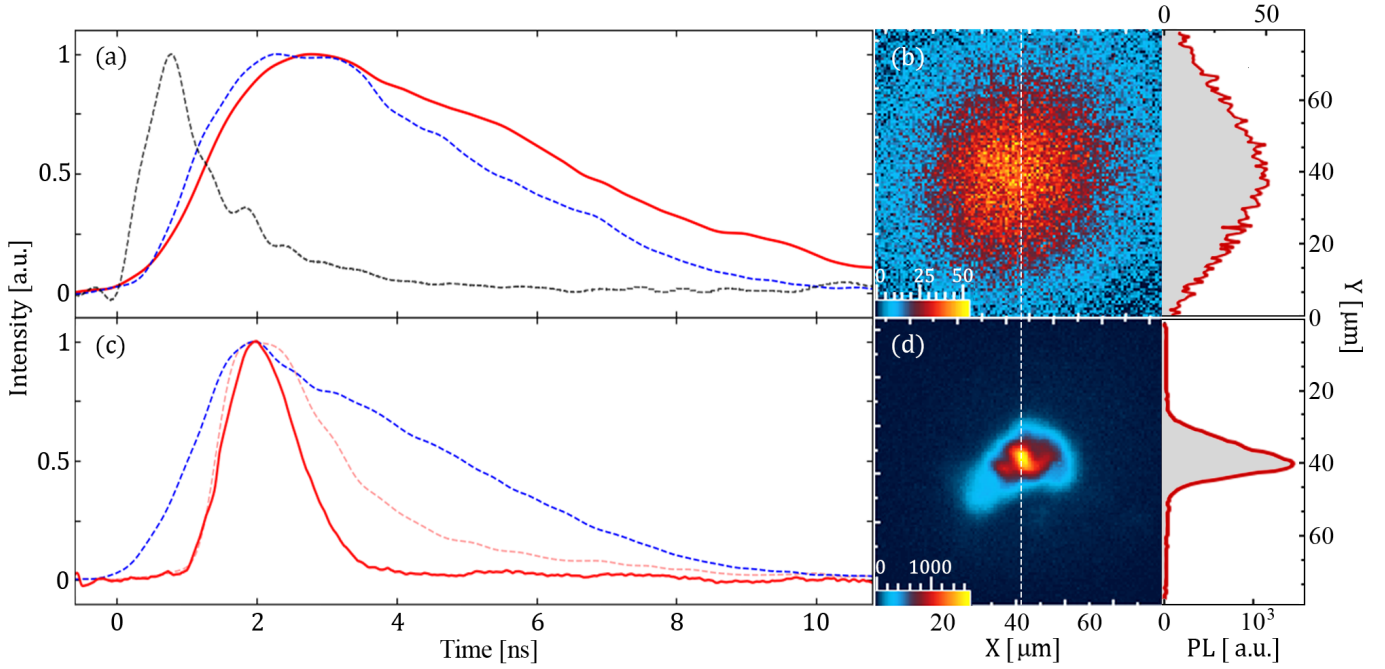 0 50
(a)
(b)
1
0.5
0
60
40
20
0
0 25 50
Intensity [a.u.]
Y [ μm]
(c)
(d)
1
0.5
0
20
40
60
0 1000
0 2 4 6 8 10
20 40 60
0 10³
Time [ns]
X [ μm]
PL [ a.u.]